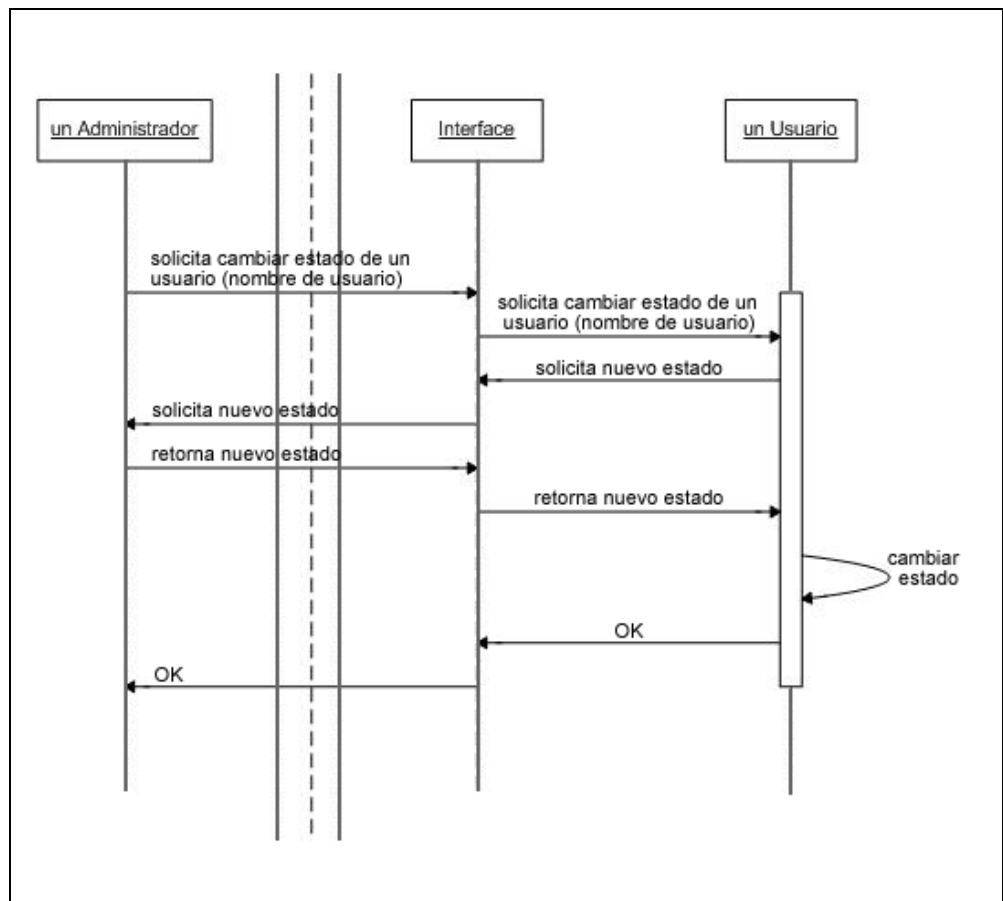 un Administrador
Interface
un Usuario
solicita cambiar estado de un
usuario (nombre de usuario)
solicita cambiar estado de un
usuario (nombre de usuario)
solicita nuevo estado
solicita nuevo estado
retorna nuevo estado
retorna nuevo estado
cambiar
estado
OK
OK